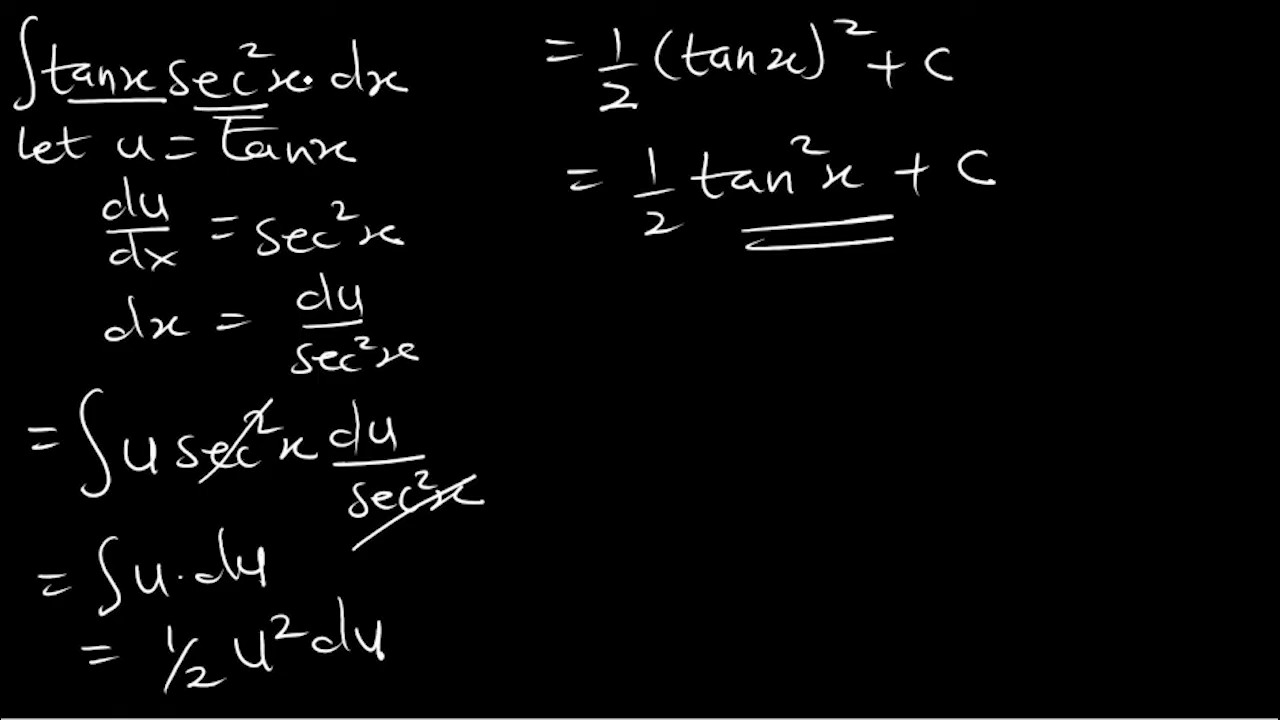 ∫tanx sec²x· dx
let u = tanx
du/dx = sec²x
dx = du/sec²x
= ∫ u sec²x du/sec²x
= ∫ u·du
= 1/2 u² du
= 1/2 (tanx)² + c
= 1/2 tan²x + c